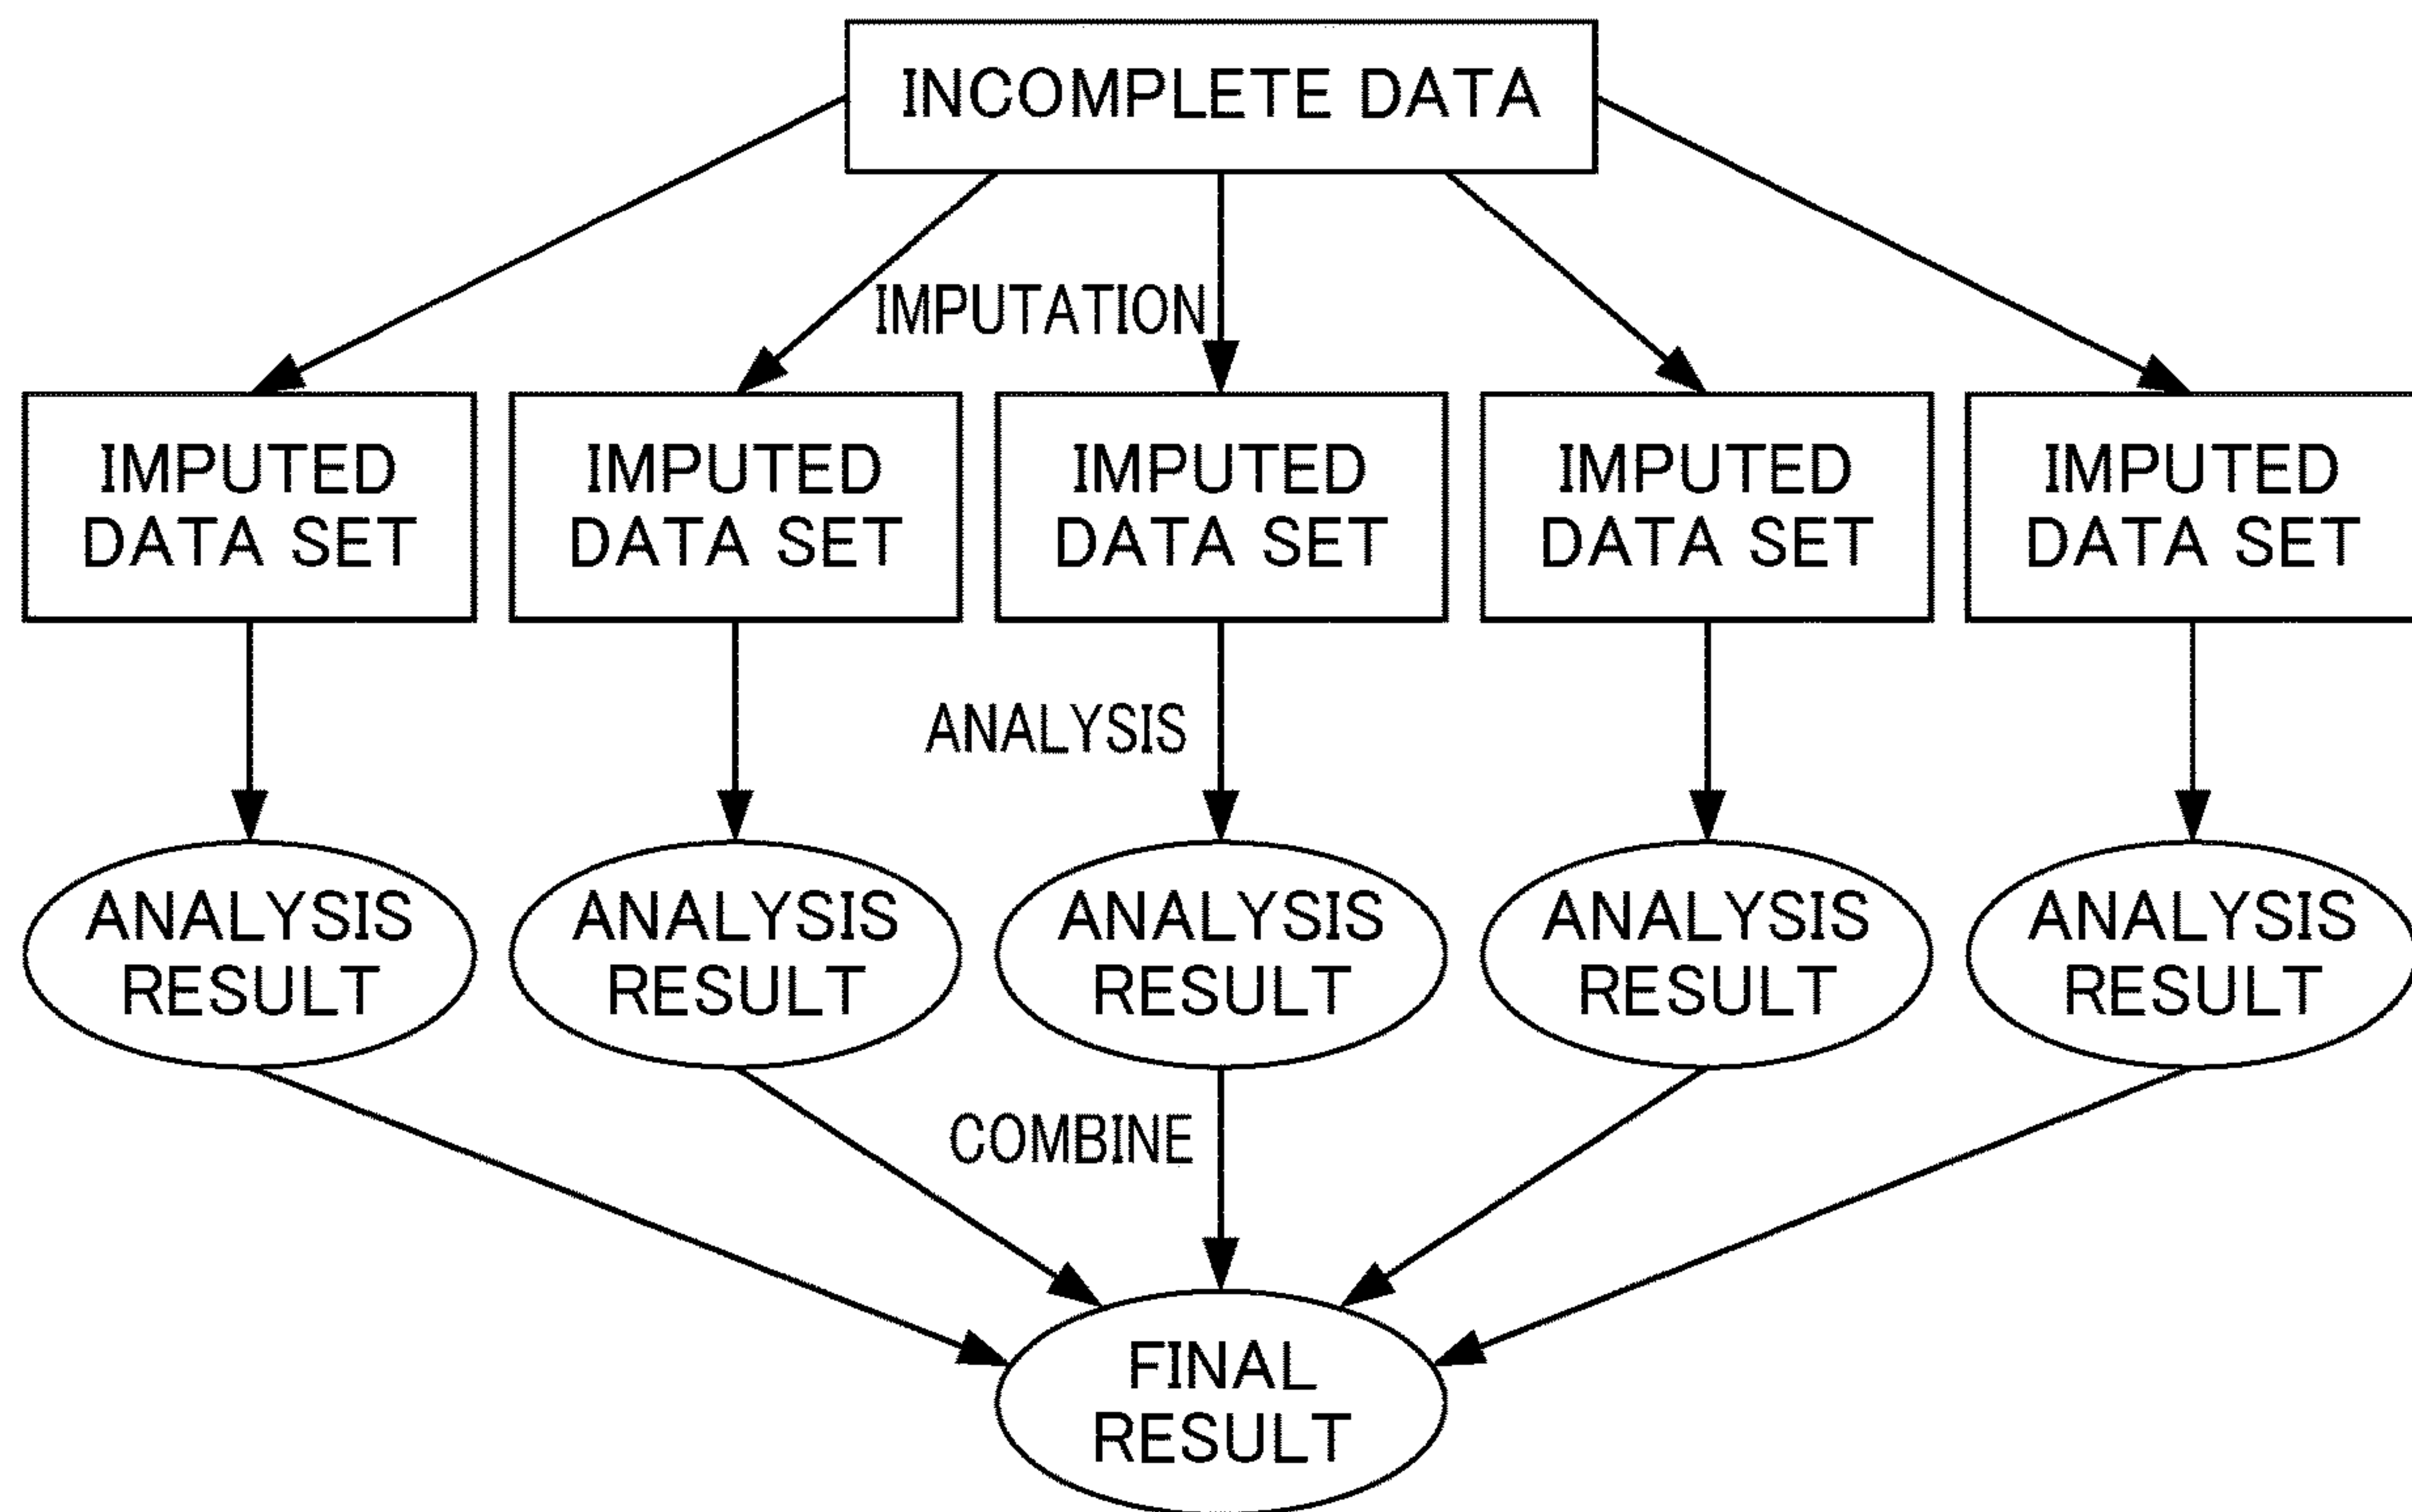 INCOMPLETE DATA
IMPUTATION
IMPUTED
DATA SET
IMPUTED
DATA SET
IMPUTED
DATA SET
IMPUTED
DATA SET
IMPUTED
DATA SET
ANALYSIS
ANALYSIS
RESULT
ANALYSIS
RESULT
ANALYSIS
RESULT
ANALYSIS
RESULT
ANALYSIS
RESULT
COMBINE
FINAL
RESULT